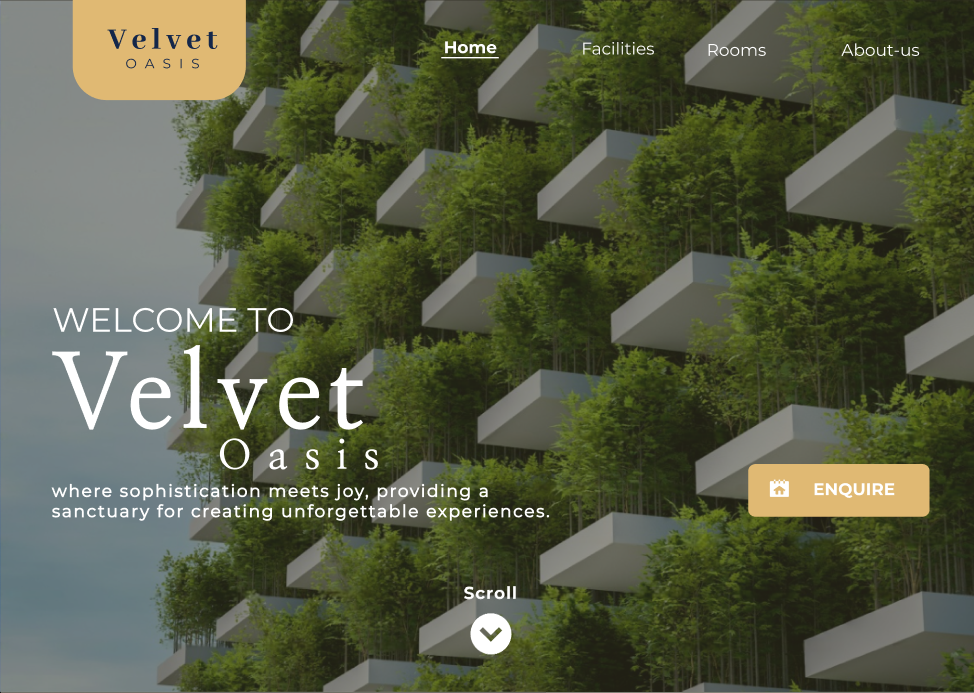 Velvet
OASIS
Home
Facilities
Rooms
About-us
WELCOME TO
Velvet
Oasis
where sophistication meets joy, providing a
sanctuary for creating unforgettable experiences.
ENQUIRE
Scroll